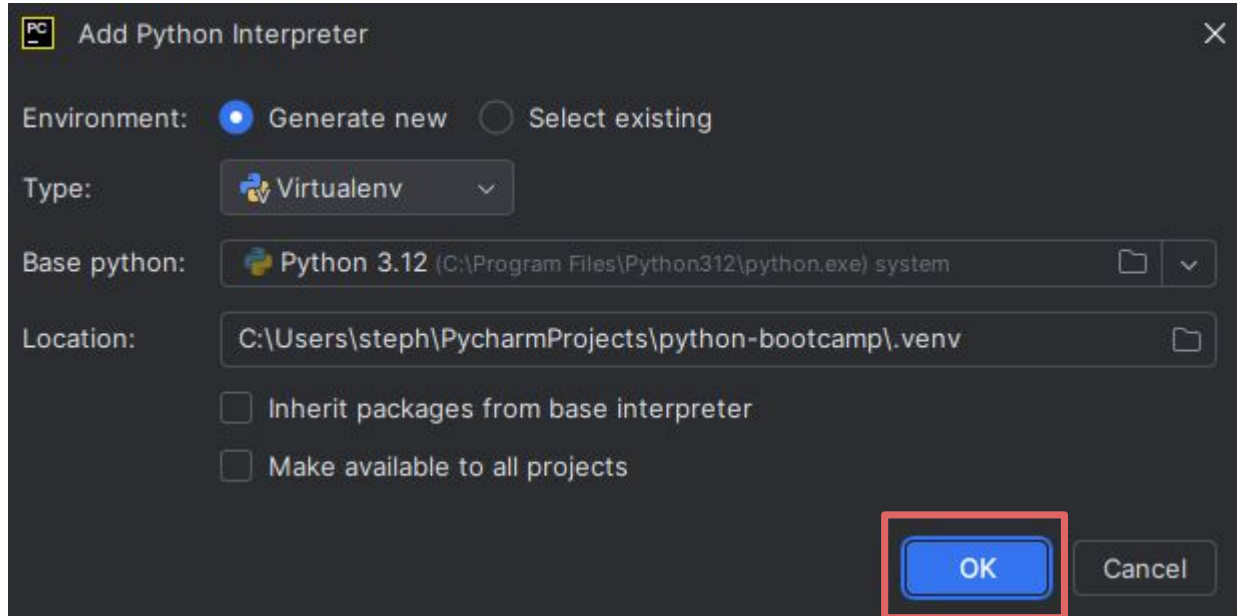 PC Add Python Interpreter
Environment: Generate new Select existing
Type: Virtualenv
Base python: Python 3.12 (C:\Program Files\Python312\python.exe) system
Location: C:\Users\steph\PycharmProjects\python-bootcamp\.venv
Inherit packages from base interpreter
Make available to all projects
OK Cancel